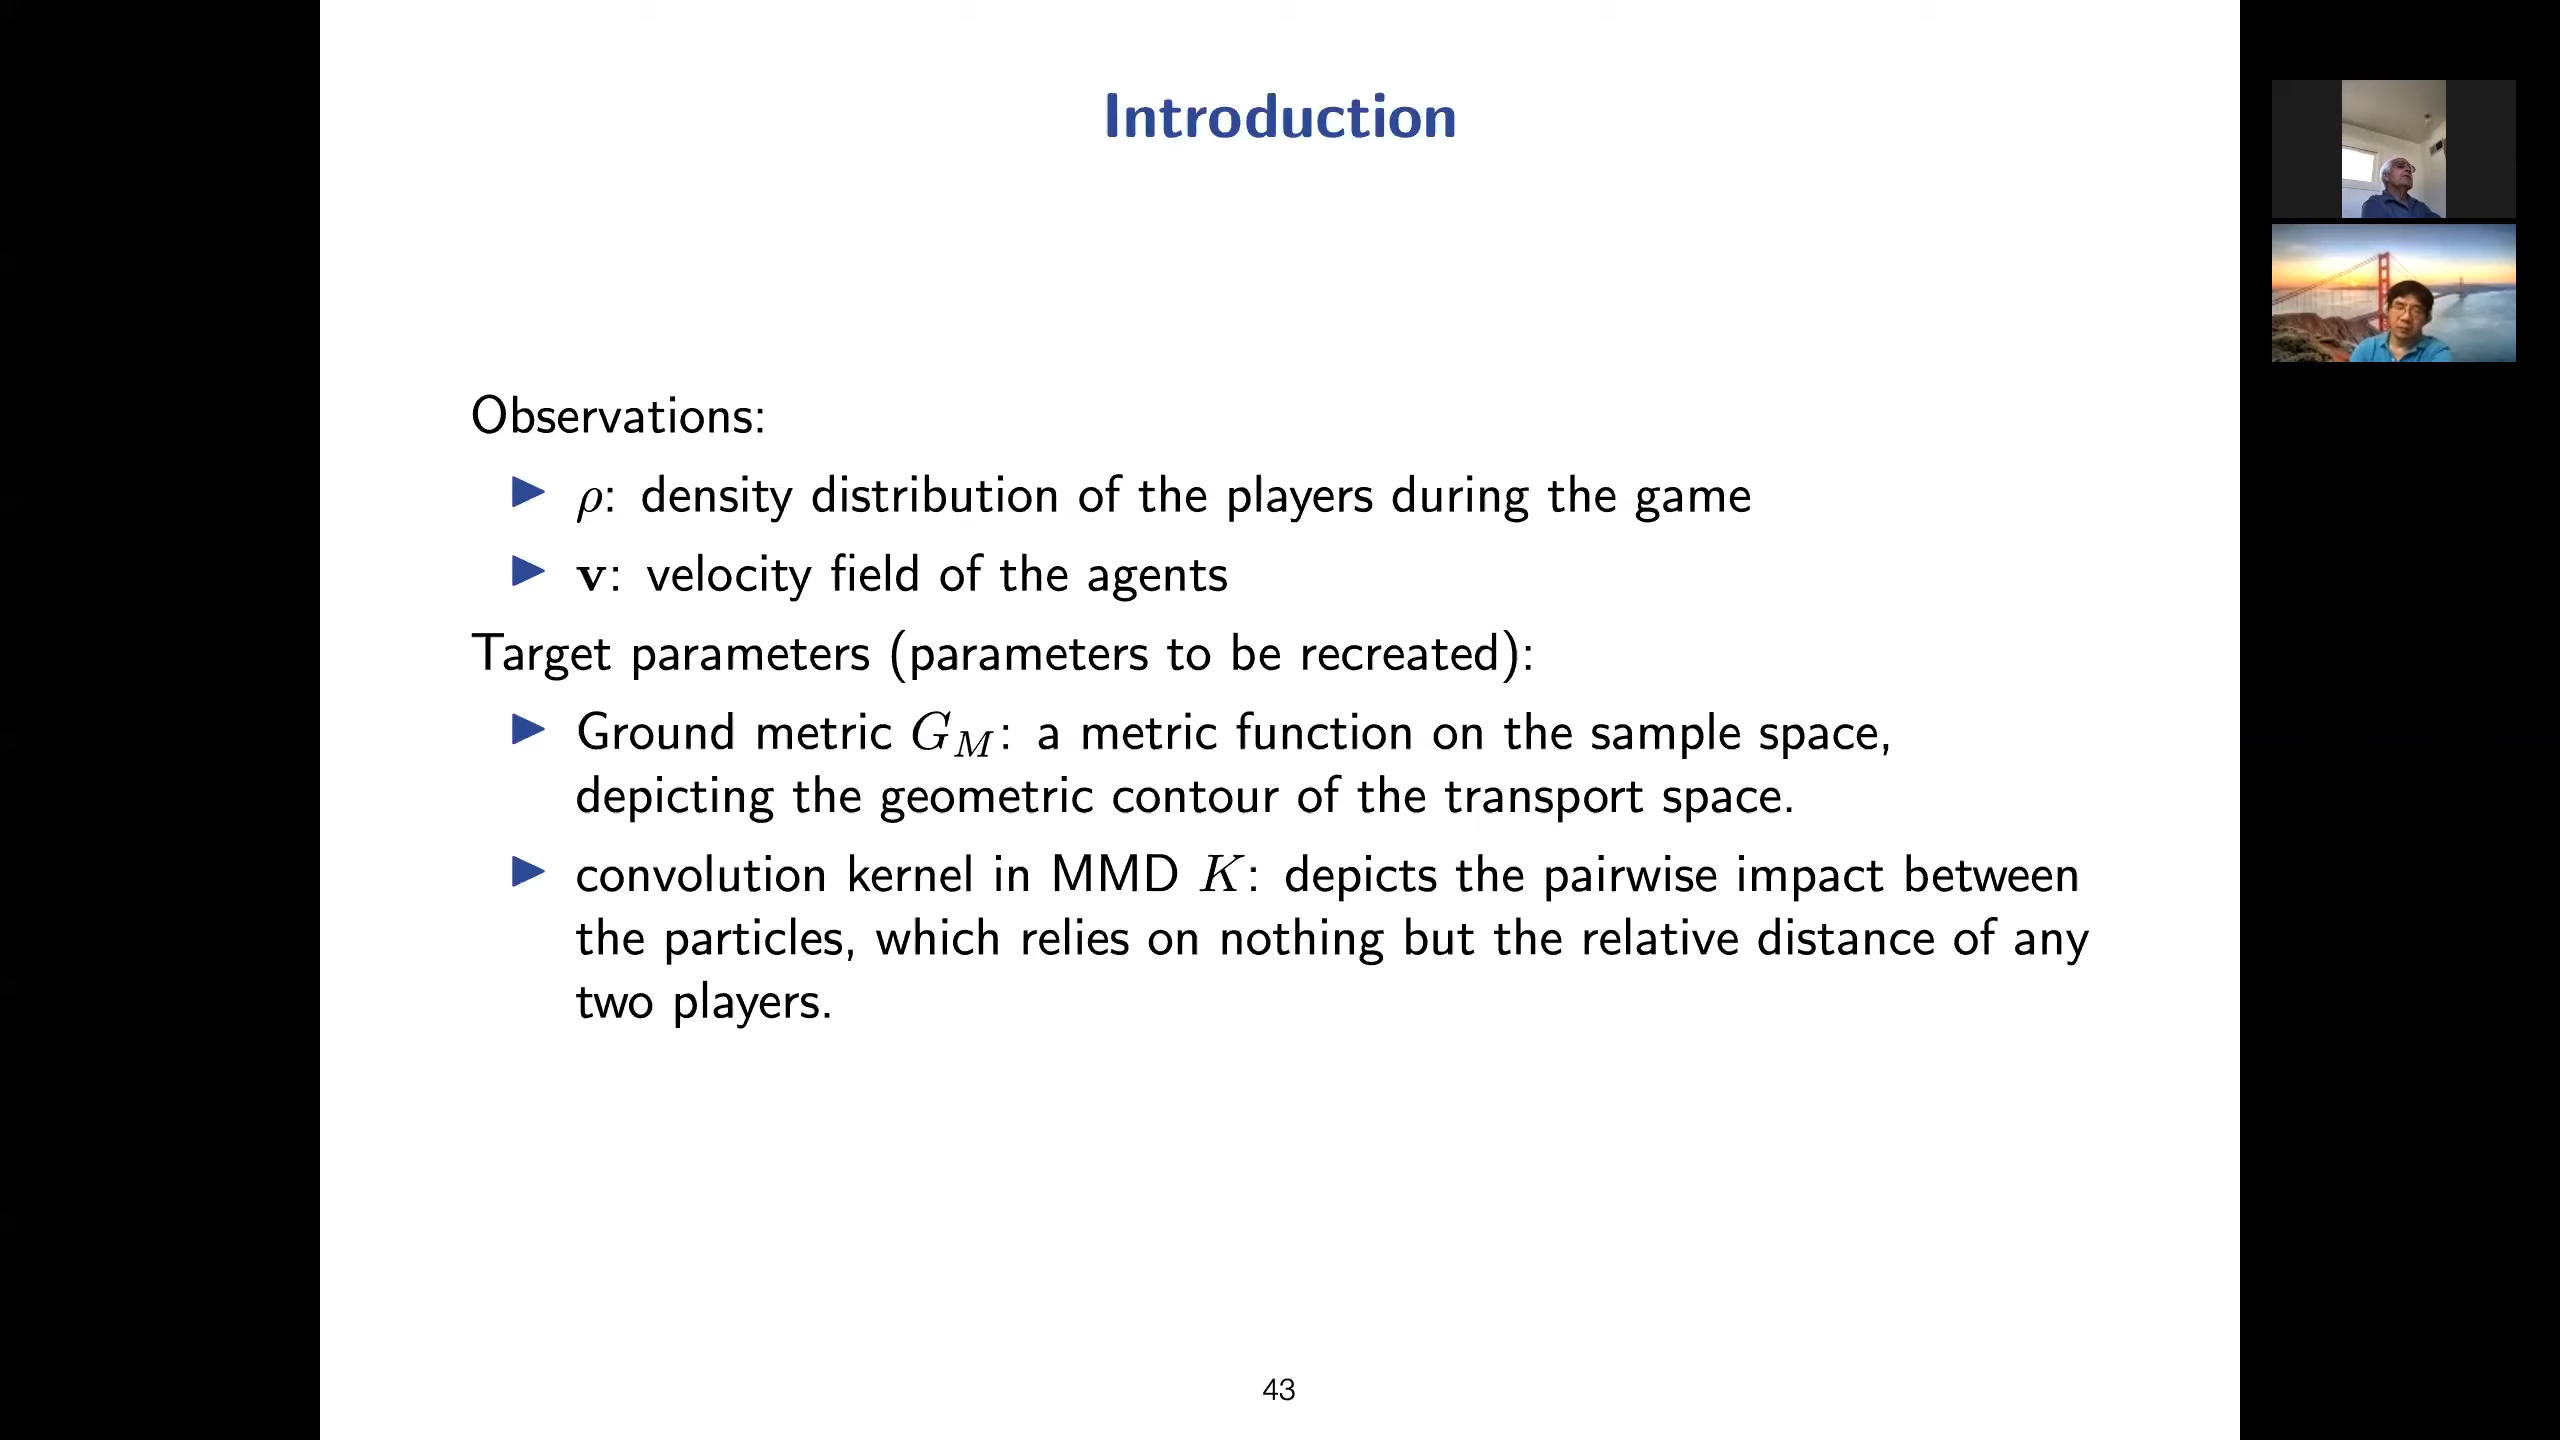 Introduction
Observations:
▶ ρ: density distribution of the players during the game
▶ v: velocity field of the agents
Target parameters (parameters to be recreated):
▶ Ground metric G_M: a metric function on the sample space,
depicting the geometric contour of the transport space.
▶ convolution kernel in MMD K: depicts the pairwise impact between
the particles, which relies on nothing but the relative distance of any
two players.
43